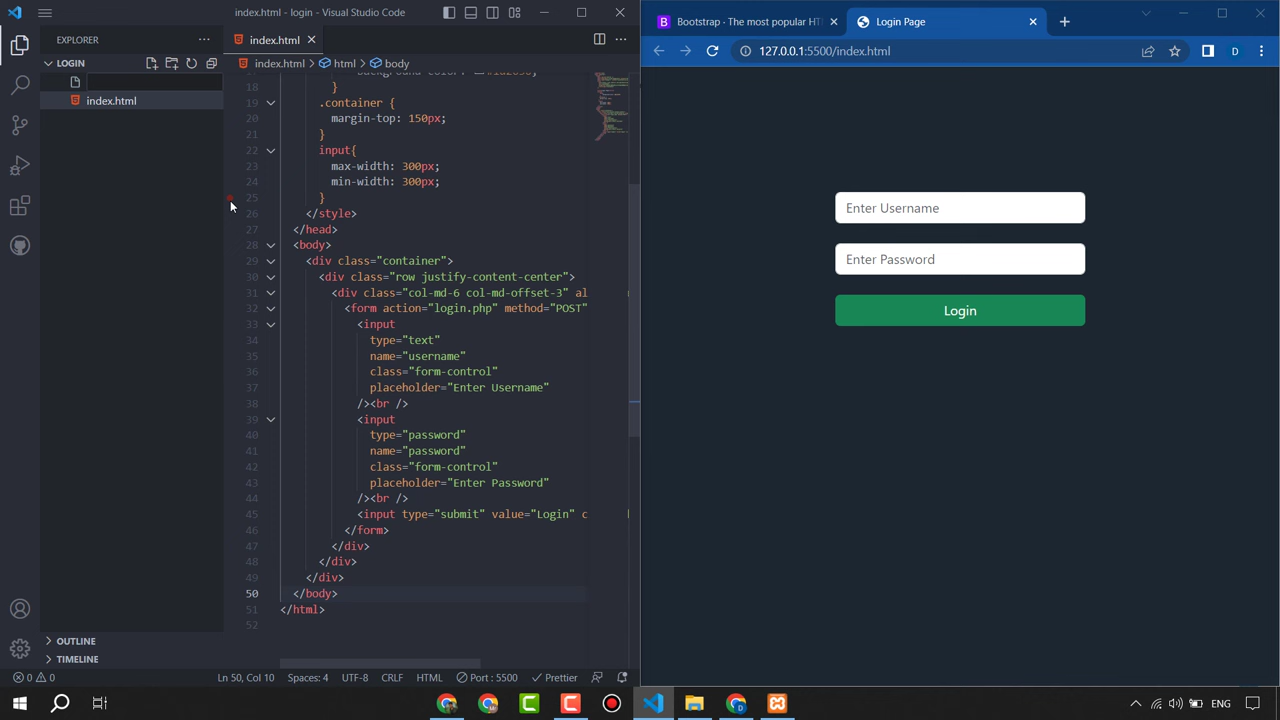 index.html - login - Visual Studio Code
EXPLORER
LOGIN
index.html
OUTLINE
TIMELINE
index.html
index.html > html > body
18 }
19 .container {
20 margin-top: 150px;
21 }
22 input{
23 max-width: 300px;
24 min-width: 300px;
25 }
26 </style>
27 </head>
28 <body>
29 <div class="container">
30 <div class="row justify-content-center">
31 <div class="col-md-6 col-md-offset-3" al
32 <form action="login.php" method="POST"
33 <input
34 type="text"
35 name="username"
36 class="form-control"
37 placeholder="Enter Username"
38 /><br />
39 <input
40 type="password"
41 name="password"
42 class="form-control"
43 placeholder="Enter Password"
44 /><br />
45 <input type="submit" value="Login" c
46 </form>
47 </div>
48 </div>
49 </div>
50 </body>
51 </html>
52
0 0 Ln 50, Col 10 Spaces: 4 UTF-8 CRLF HTML Port : 5500 Prettier
Bootstrap · The most popular HT
Login Page
127.0.0.1:5500/index.html
D
Enter Username
Enter Password
Login
ENG